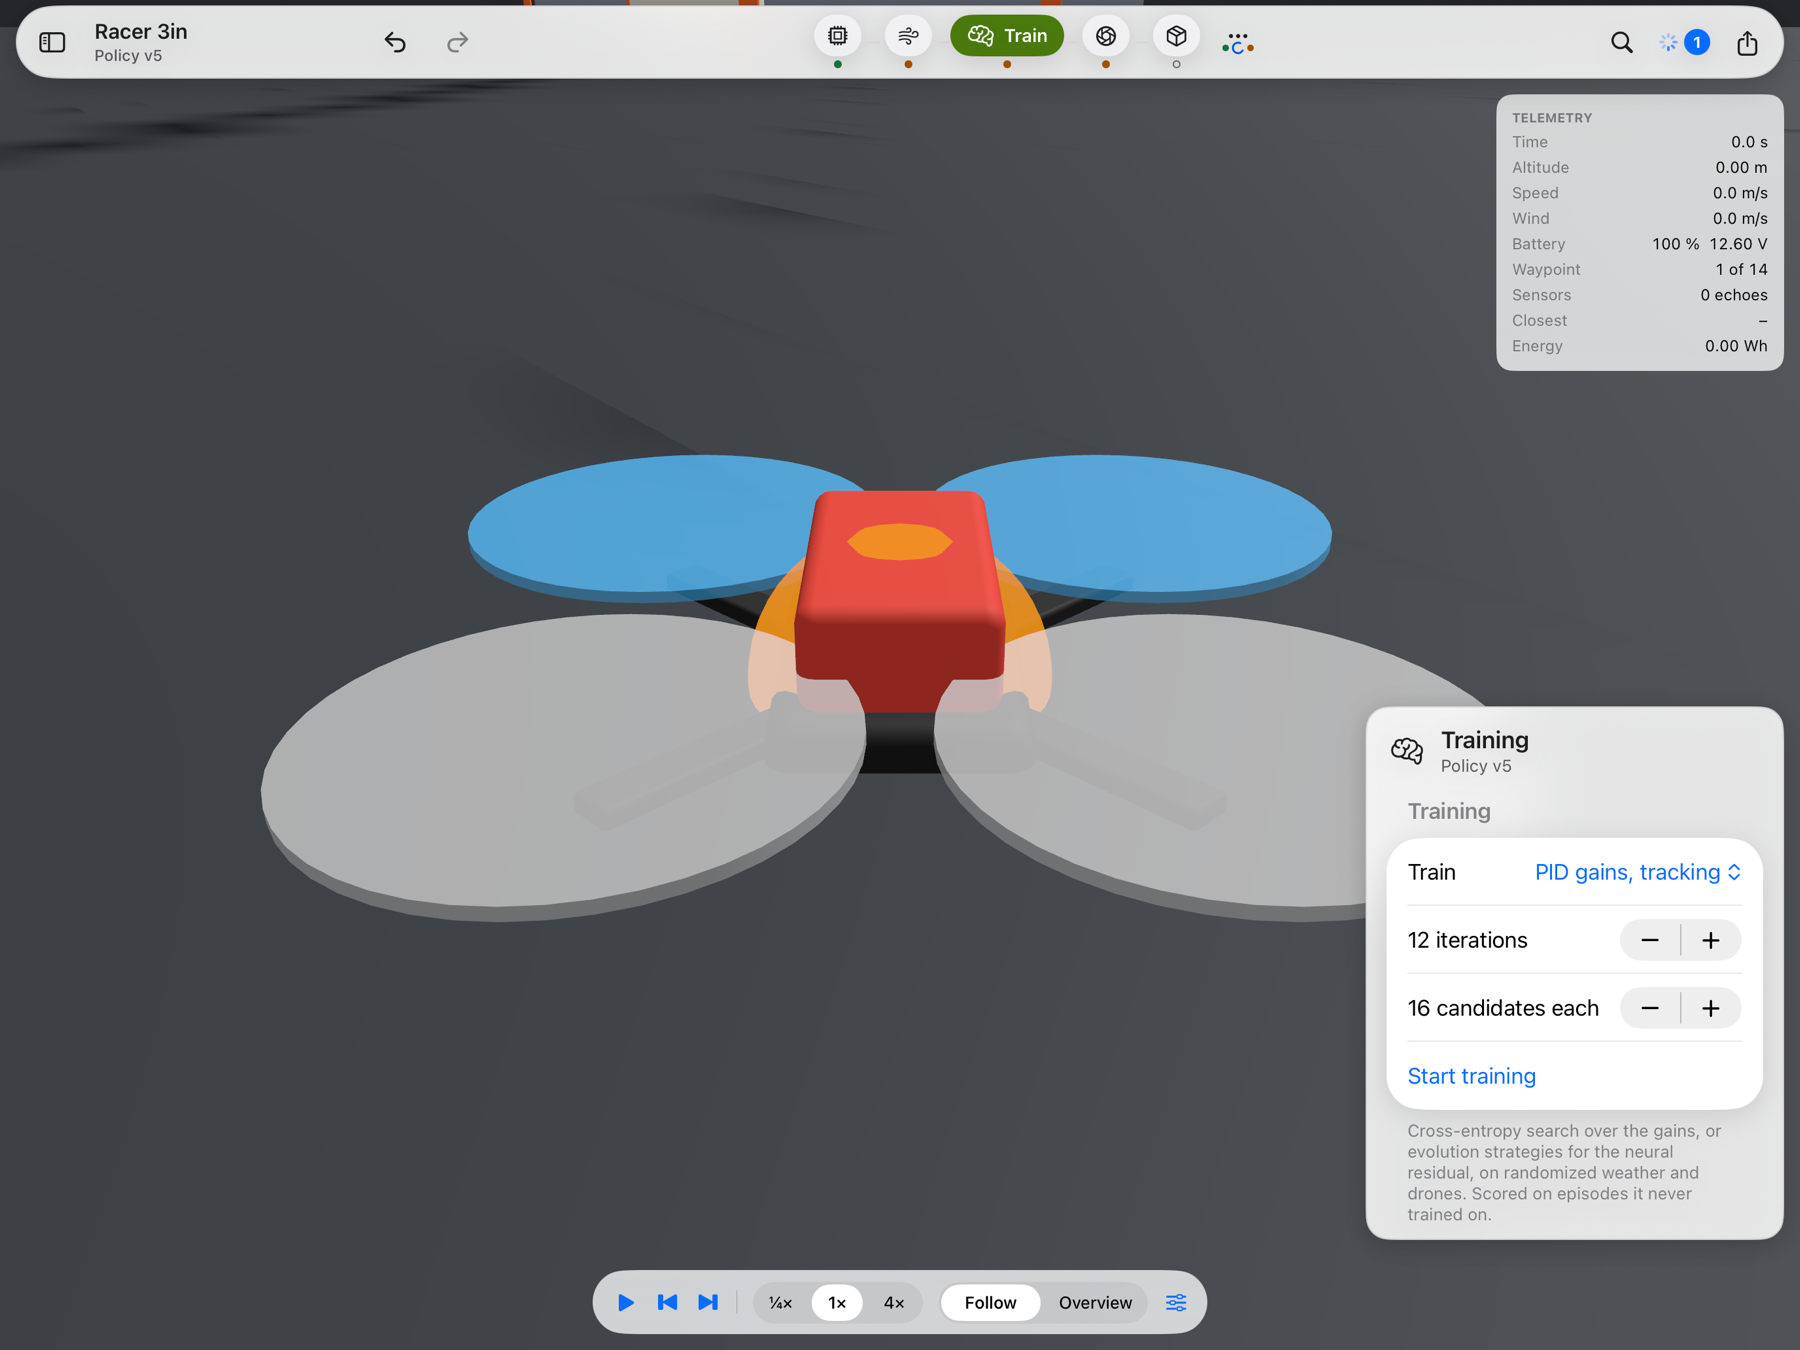 Racer 3in
Policy v5
Train
1
TELEMETRY
Time 0.0 s
Altitude 0.00 m
Speed 0.0 m/s
Wind 0.0 m/s
Battery 100 % 12.60 V
Waypoint 1 of 14
Sensors 0 echoes
Closest –
Energy 0.00 Wh
Training
Policy v5
Training
Train PID gains, tracking
12 iterations
16 candidates each
Start training
Cross-entropy search over the gains, or
evolution strategies for the neural
residual, on randomized weather and
drones. Scored on episodes it never
trained on.
¼× 1× 4× Follow Overview